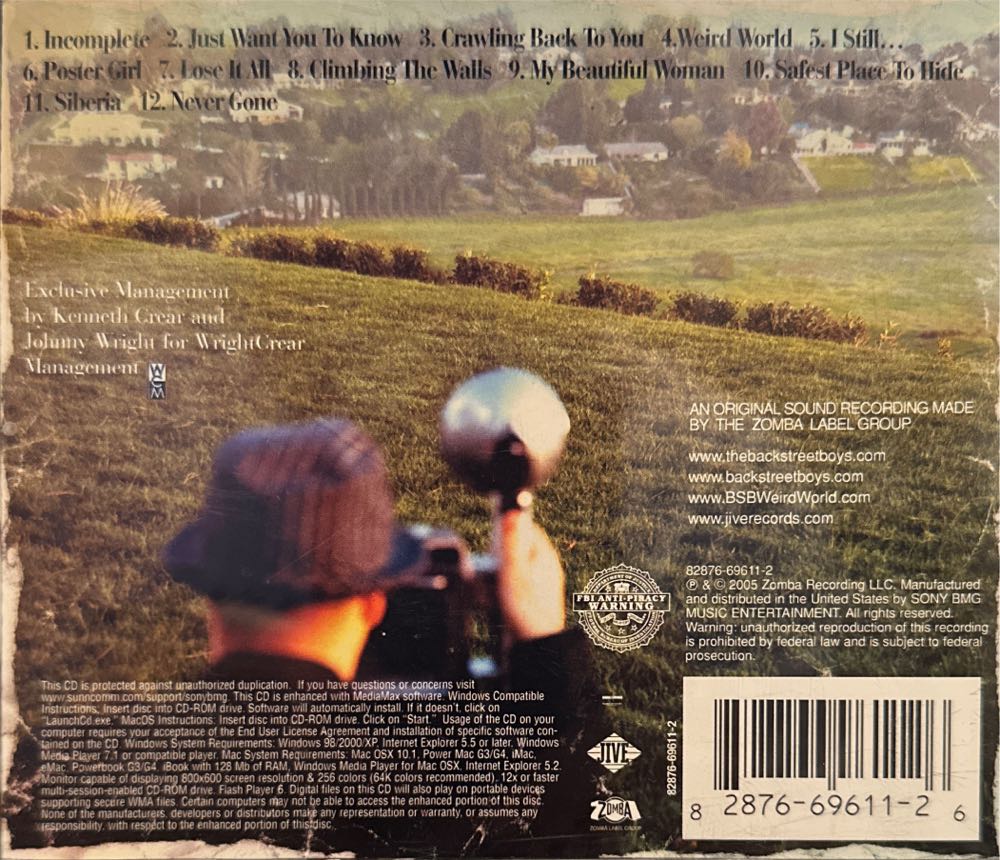 1. Incomplete 2. Just Want You To Know 3. Crawling Back To You 4.Weird World 5. I Still...
6. Poster Girl 7. Lose It All 8. Climbing The Walls 9. My Beautiful Woman 10. Safest Place To Hide
11. Siberia 12. Never Gone
Exclusive Management
by Kenneth Crear and
Johnny Wright for WrightCrear
Management
WCM
AN ORIGINAL SOUND RECORDING MADE
BY THE ZOMBA LABEL GROUP
www.thebackstreetboys.com
www.backstreetboys.com
www.BSBWeirdWorld.com
www.jiverecords.com
82876-69611-2
℗ & © 2005 Zomba Recording LLC. Manufactured
and distributed in the United States by SONY BMG
MUSIC ENTERTAINMENT. All rights reserved.
Warning: unauthorized reproduction of this recording
is prohibited by federal law and is subject to federal
prosecution.
FBI ANTI-PIRACY
WARNING
This CD is protected against unauthorized duplication. If you have questions or concerns visit
www.sunncomm.com/support/sonybmg. This CD is enhanced with MediaMax software. Windows Compatible
Instructions: Insert disc into CD-ROM drive. Software will automatically install. If it doesn't, click on
"LaunchCd.exe." MacOS Instructions: Insert disc into CD-ROM drive. Click on "Start." Usage of the CD on your
computer requires your acceptance of the End User License Agreement and installation of specific software con-
tained on the CD. Windows System Requirements: Windows 98/2000/XP, Internet Explorer 5.5 or later, Windows
Media Player 7.1 or compatible player. Mac System Requirements: Mac OSX 10.1, Power Mac G3/G4, iMac,
eMac, Powerbook G3/G4, iBook with 128 Mb of RAM, Windows Media Player for Mac OSX, Internet Explorer 5.2.
Monitor capable of displaying 800x600 screen resolution & 256 colors (64K colors recommended). 12x or faster
multi-session-enabled CD-ROM drive. Flash Player 6. Digital files on this CD will also play on portable devices
supporting secure WMA files. Certain computers may not be able to access the enhanced portion of this disc.
None of the manufacturers, developers or distributors make any representation or warranty, or assumes any
responsibility, with respect to the enhanced portion of this disc.
JIVE
ZOMBA
ZOMBA LABEL GROUP
82876-69611-2
8 2876-69611-2 6